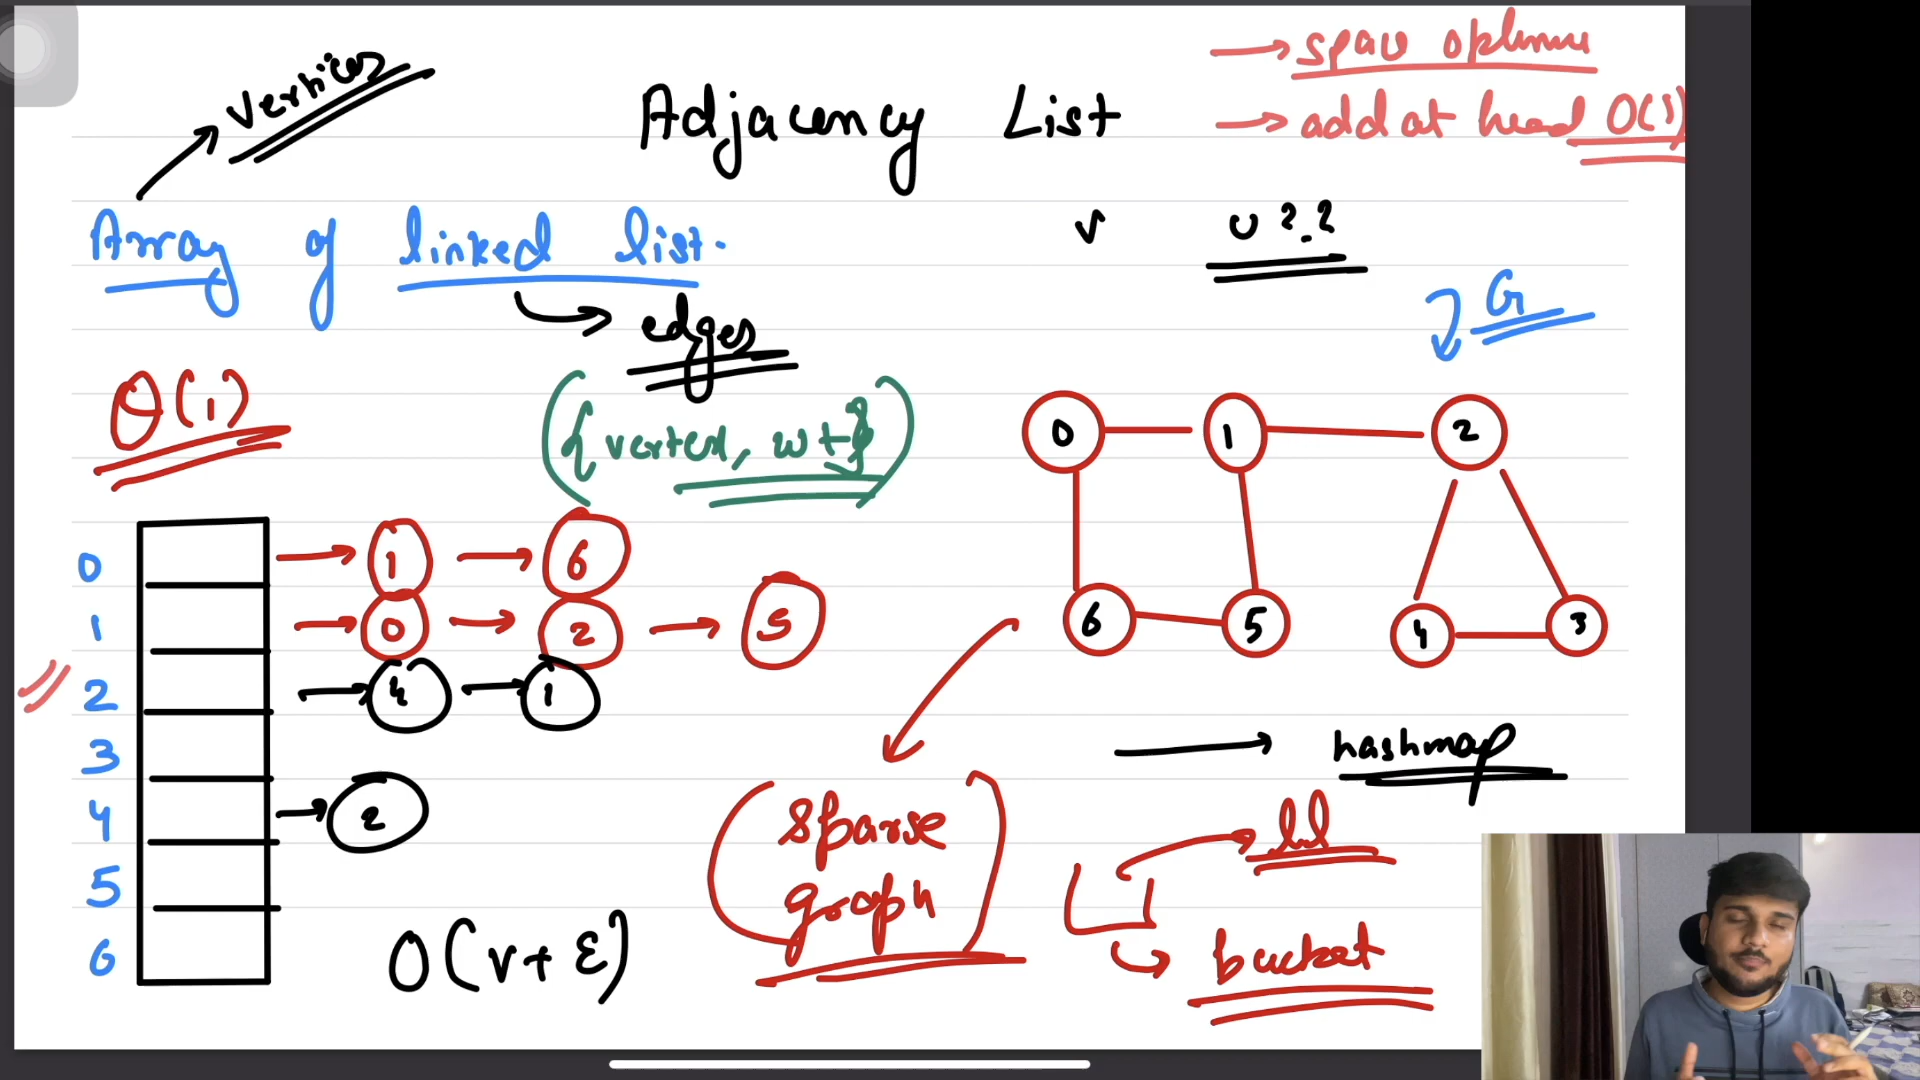 → space optimise
→ add at head O(1)
vertices
Adjacency List
Array of linked list.
v u ? . ?
edges
G
θ(1)
({vertex, wt})
0 1 2
6 5 4 3
0 → 1 → 6
1 → 0 → 2 → 5
2 → 4 → 1
3
4 → 2
5
6
→ hashmap
(sparse
graph)
ll
bucket
O(V+E)